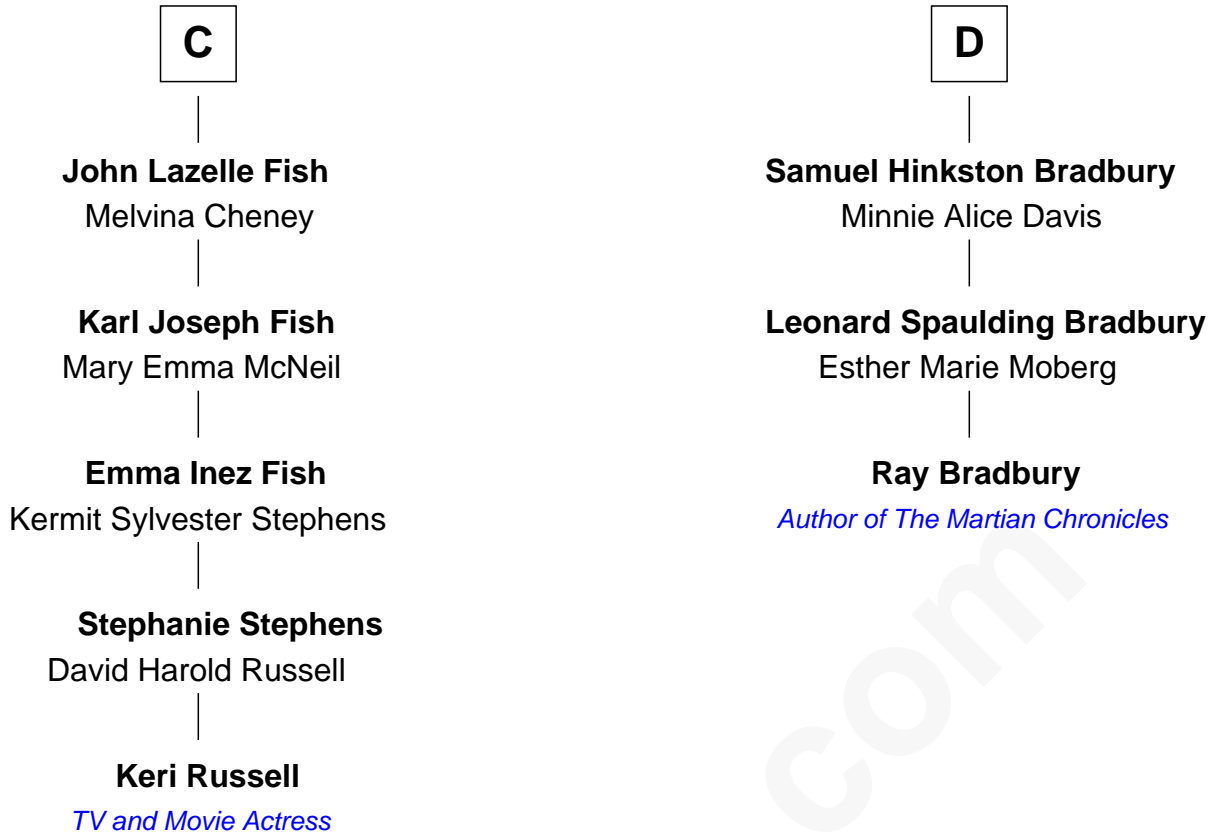 C
John Lazelle Fish
Melvina Cheney
Karl Joseph Fish
Mary Emma McNeil
Emma Inez Fish
Kermit Sylvester Stephens
Stephanie Stephens
David Harold Russell
Keri Russell
TV and Movie Actress
D
Samuel Hinkston Bradbury
Minnie Alice Davis
Leonard Spaulding Bradbury
Esther Marie Moberg
Ray Bradbury
Author of The Martian Chronicles
com